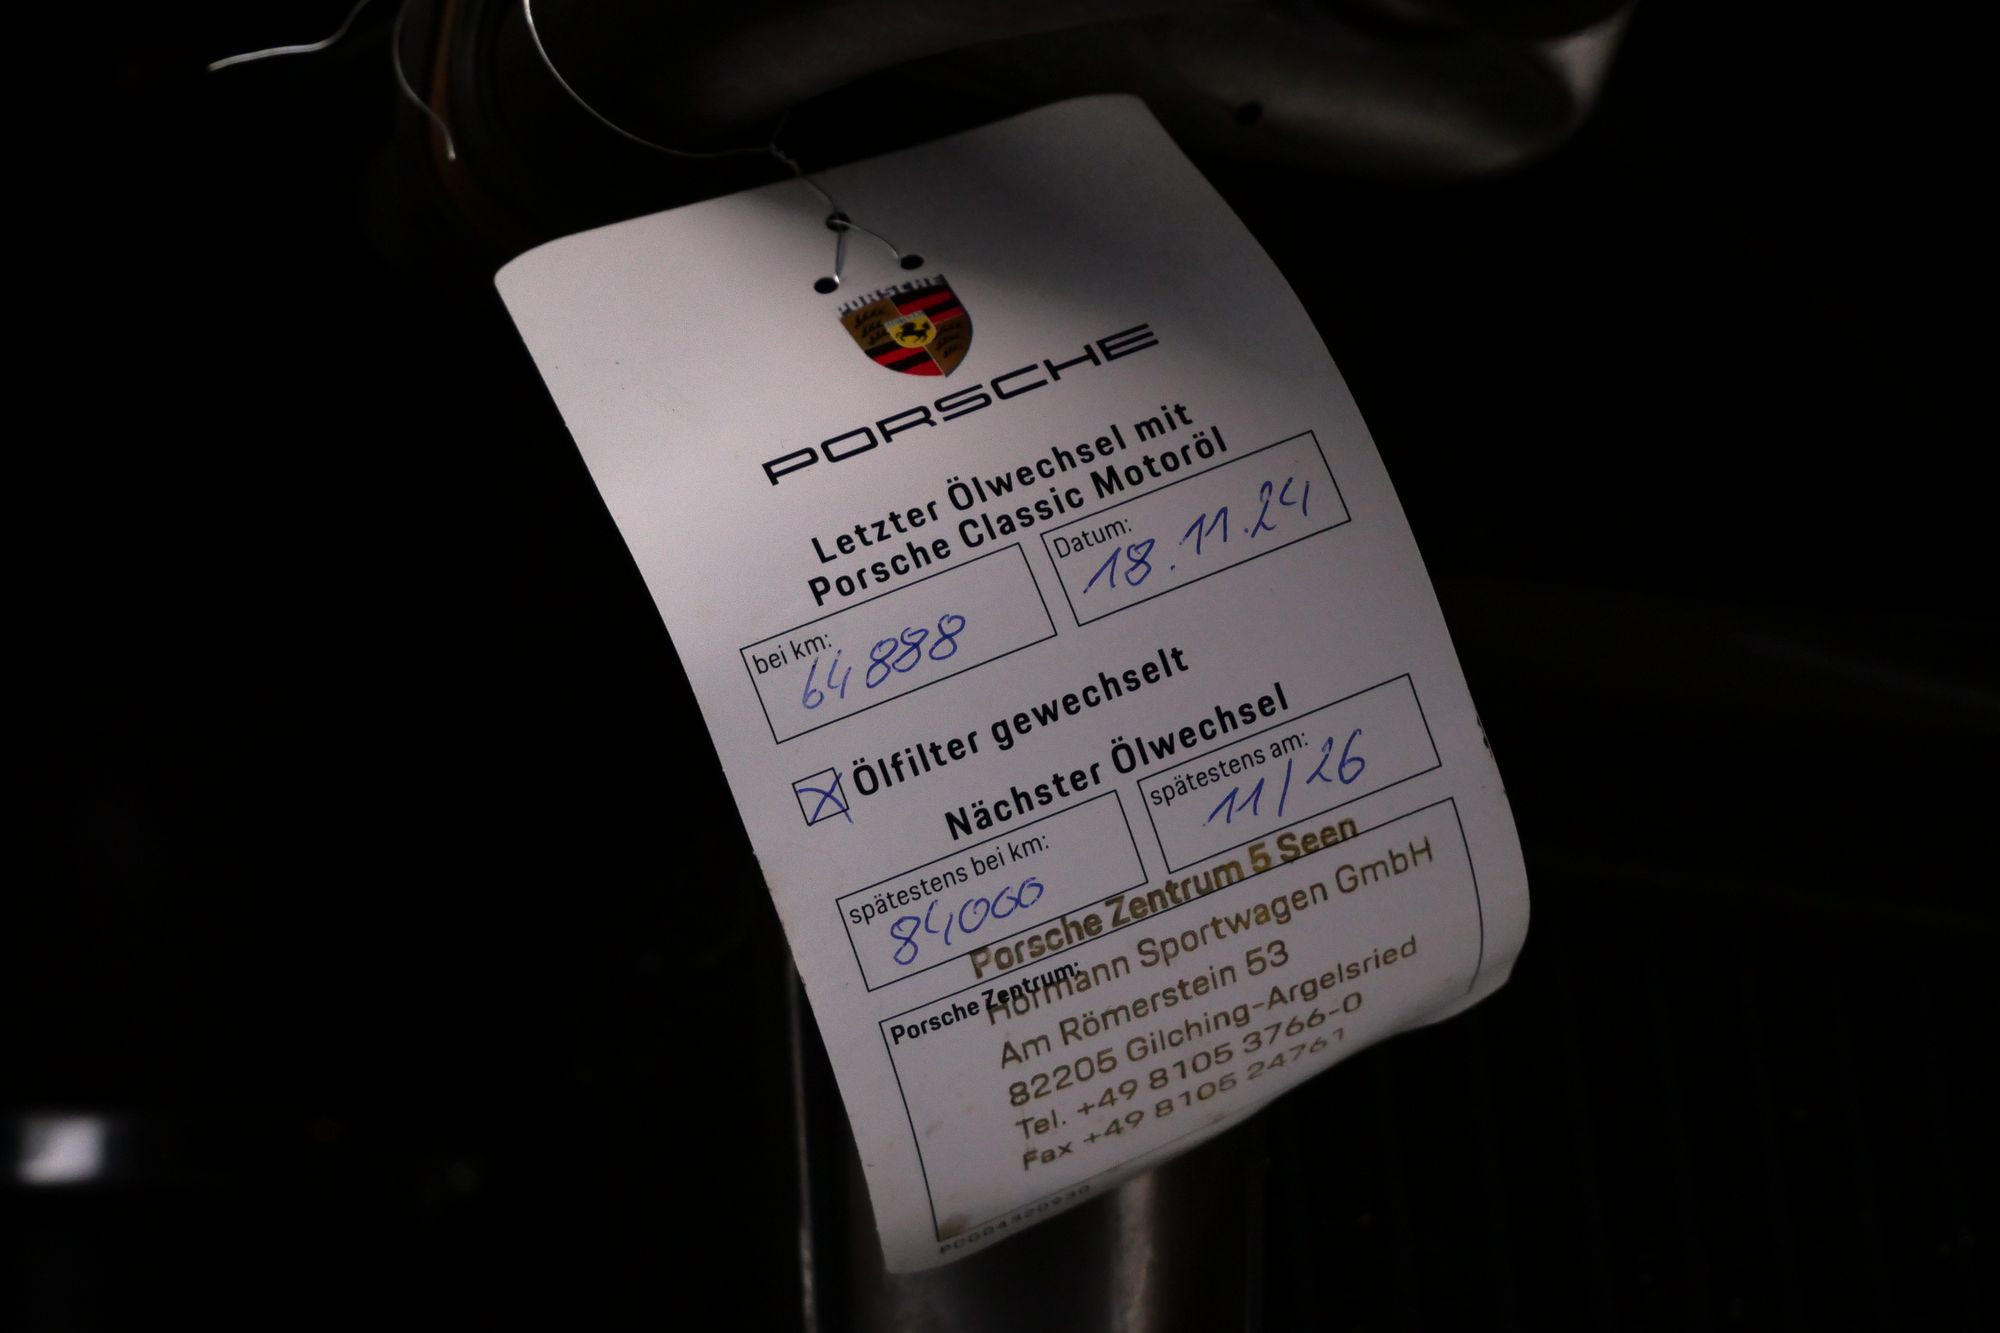 PORSCHE
PORSCHE
Letzter Ölwechsel mit
Porsche Classic Motoröl
bei km:
64888
Datum:
18.11.24
Ölfilter gewechselt
Nächster Ölwechsel
spätestens bei km:
84000
spätestens am:
11/26
Porsche Zentrum:
Porsche Zentrum 5 Seen
Hörmann Sportwagen GmbH
Am Römerstein 53
82205 Gilching-Argelsried
Tel. +49 8105 3766-0
Fax +49 8105 24761